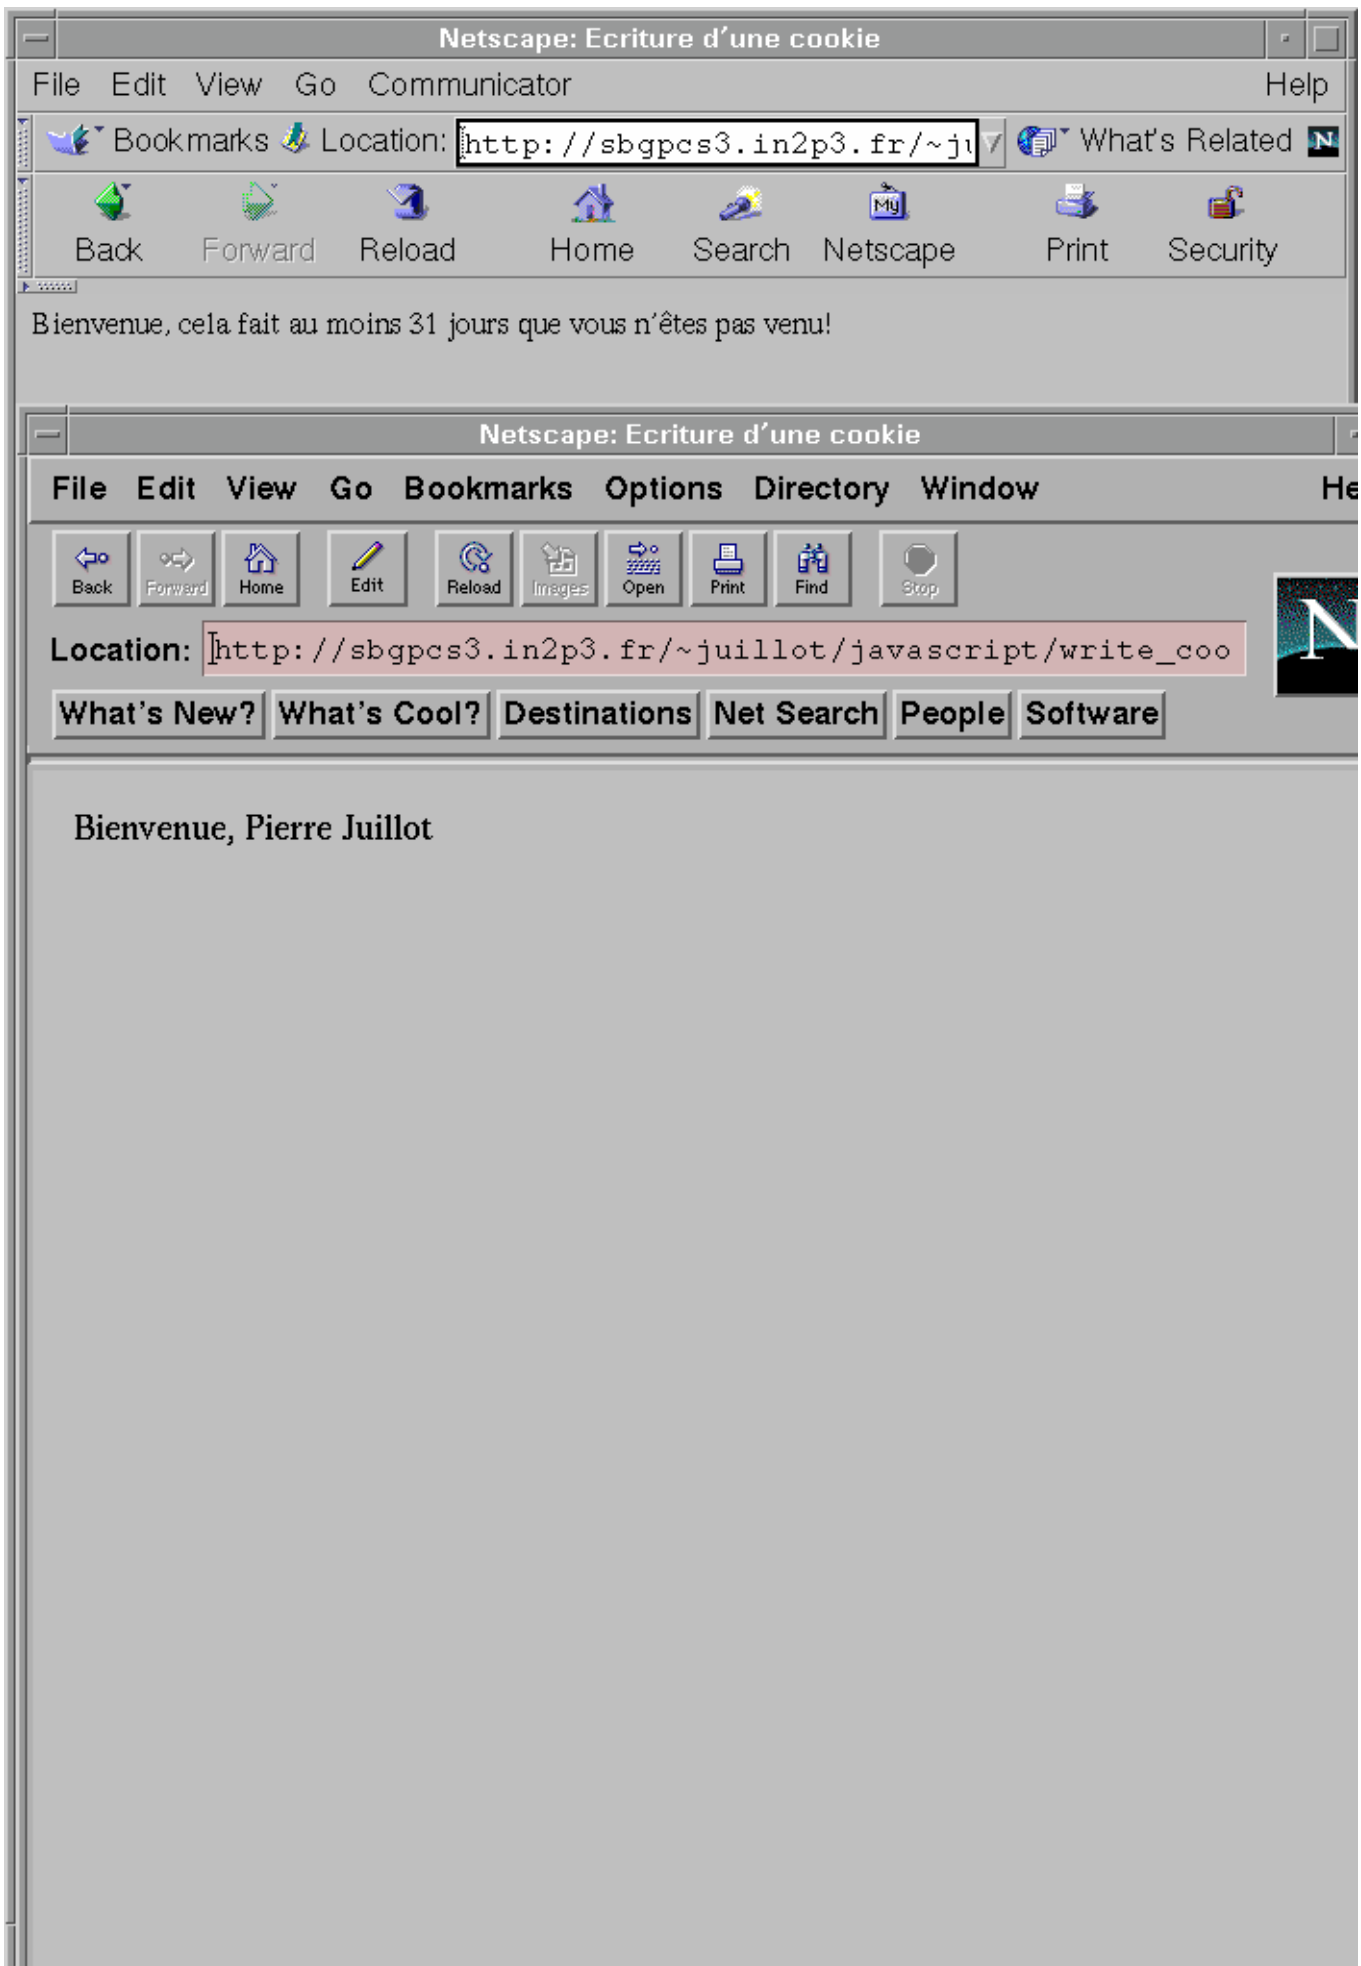 Netscape: Ecriture d'une cookie
File Edit View Go Communicator Help
Bookmarks Location: http://sbgpcs3.in2p3.fr/~ju What's Related N
Back Forward Reload Home Search Netscape Print Security
My
Bienvenue, cela fait au moins 31 jours que vous n'êtes pas venu!
Netscape: Ecriture d'une cookie
File Edit View Go Bookmarks Options Directory Window He
Back Forward Home Edit Reload Images Open Print Find Stop
Location: http://sbgpcs3.in2p3.fr/~juillot/javascript/write_coo
N
What's New? What's Cool? Destinations Net Search People Software
Bienvenue, Pierre Juillot